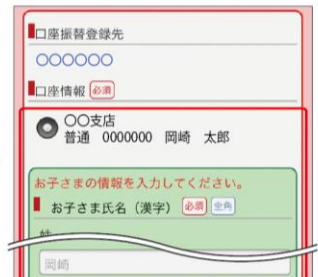 口座振替登録先
〇〇〇〇〇〇
口座情報 必須
〇〇支店
普通 0000000 岡崎 太郎
お子さまの情報を入力してください。
お子さま氏名（漢字） 必須 全角
姓
岡崎